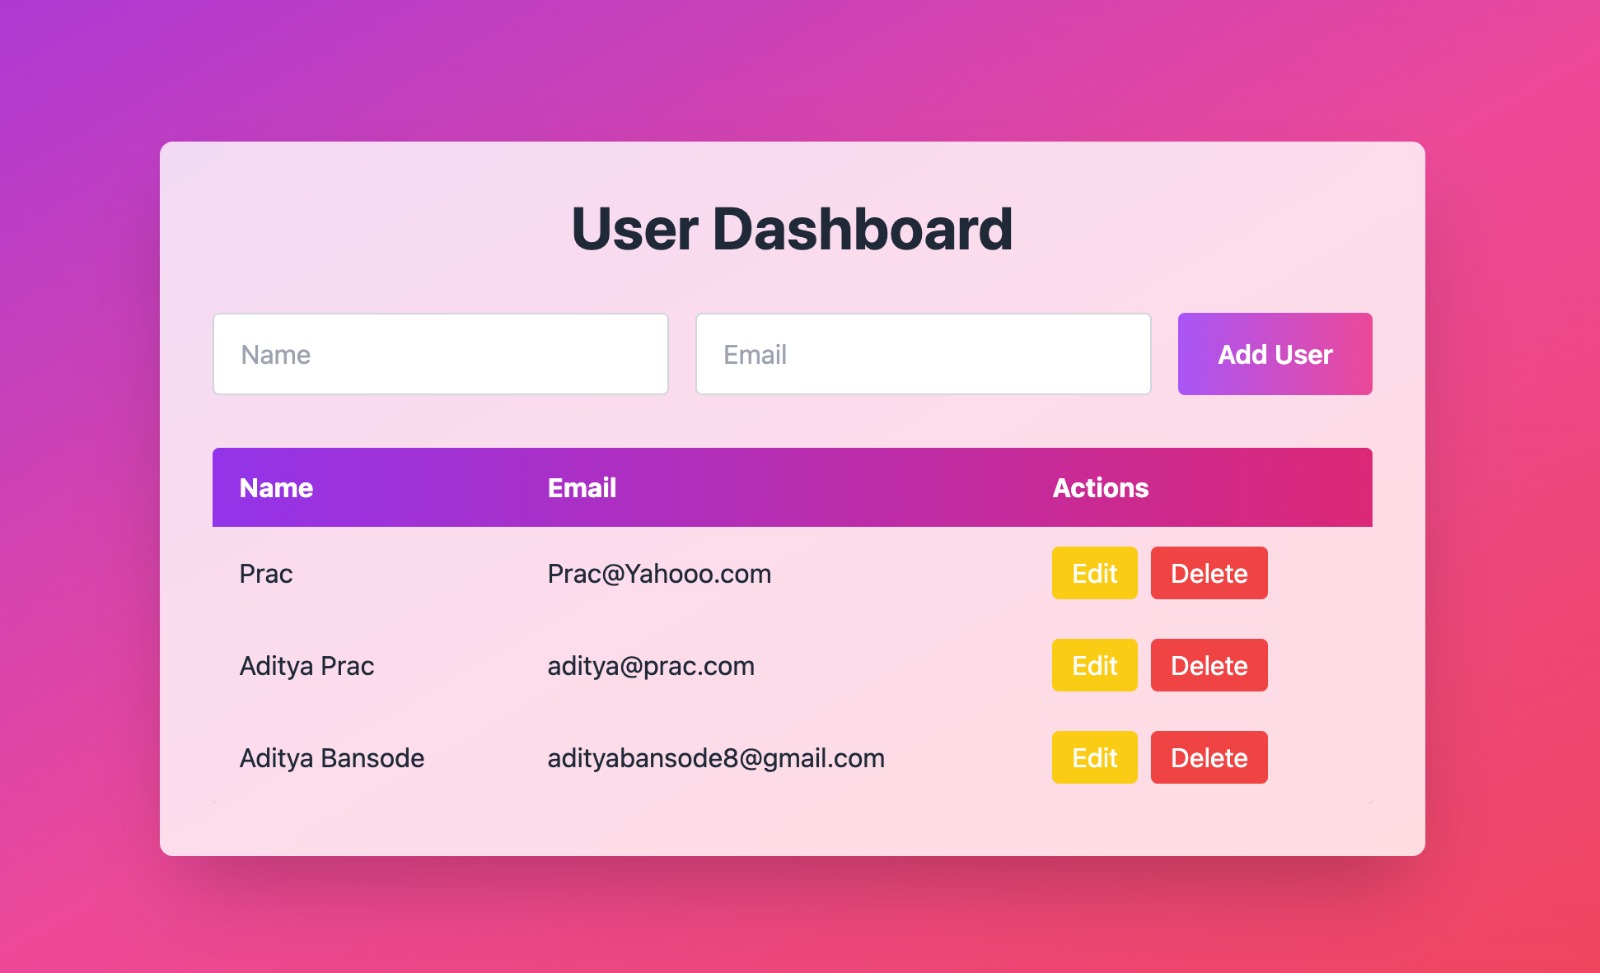 User Dashboard
Name Email Add User
Name Email Actions
Prac Prac@Yahooo.com Edit Delete
Aditya Prac aditya@prac.com Edit Delete
Aditya Bansode adityabansode8@gmail.com Edit Delete